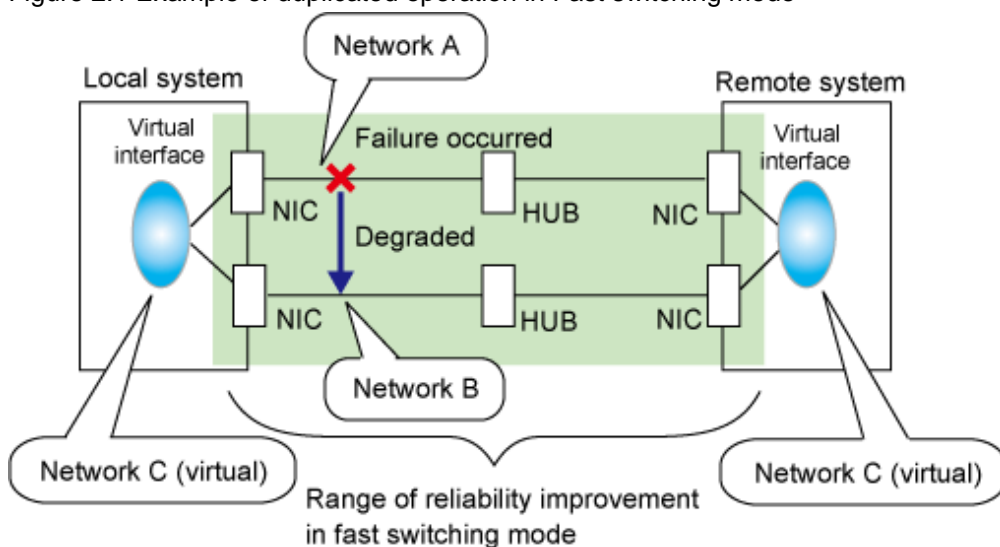 Figure 2.1 Example of duplicated operation in Fast switching mode
Network A
Local system
Remote system
Virtual
interface
Failure occurred
Virtual
interface
NIC
HUB
NIC
Degraded
NIC
HUB
NIC
Network B
Network C (virtual)
Network C (virtual)
Range of reliability improvement
in fast switching mode